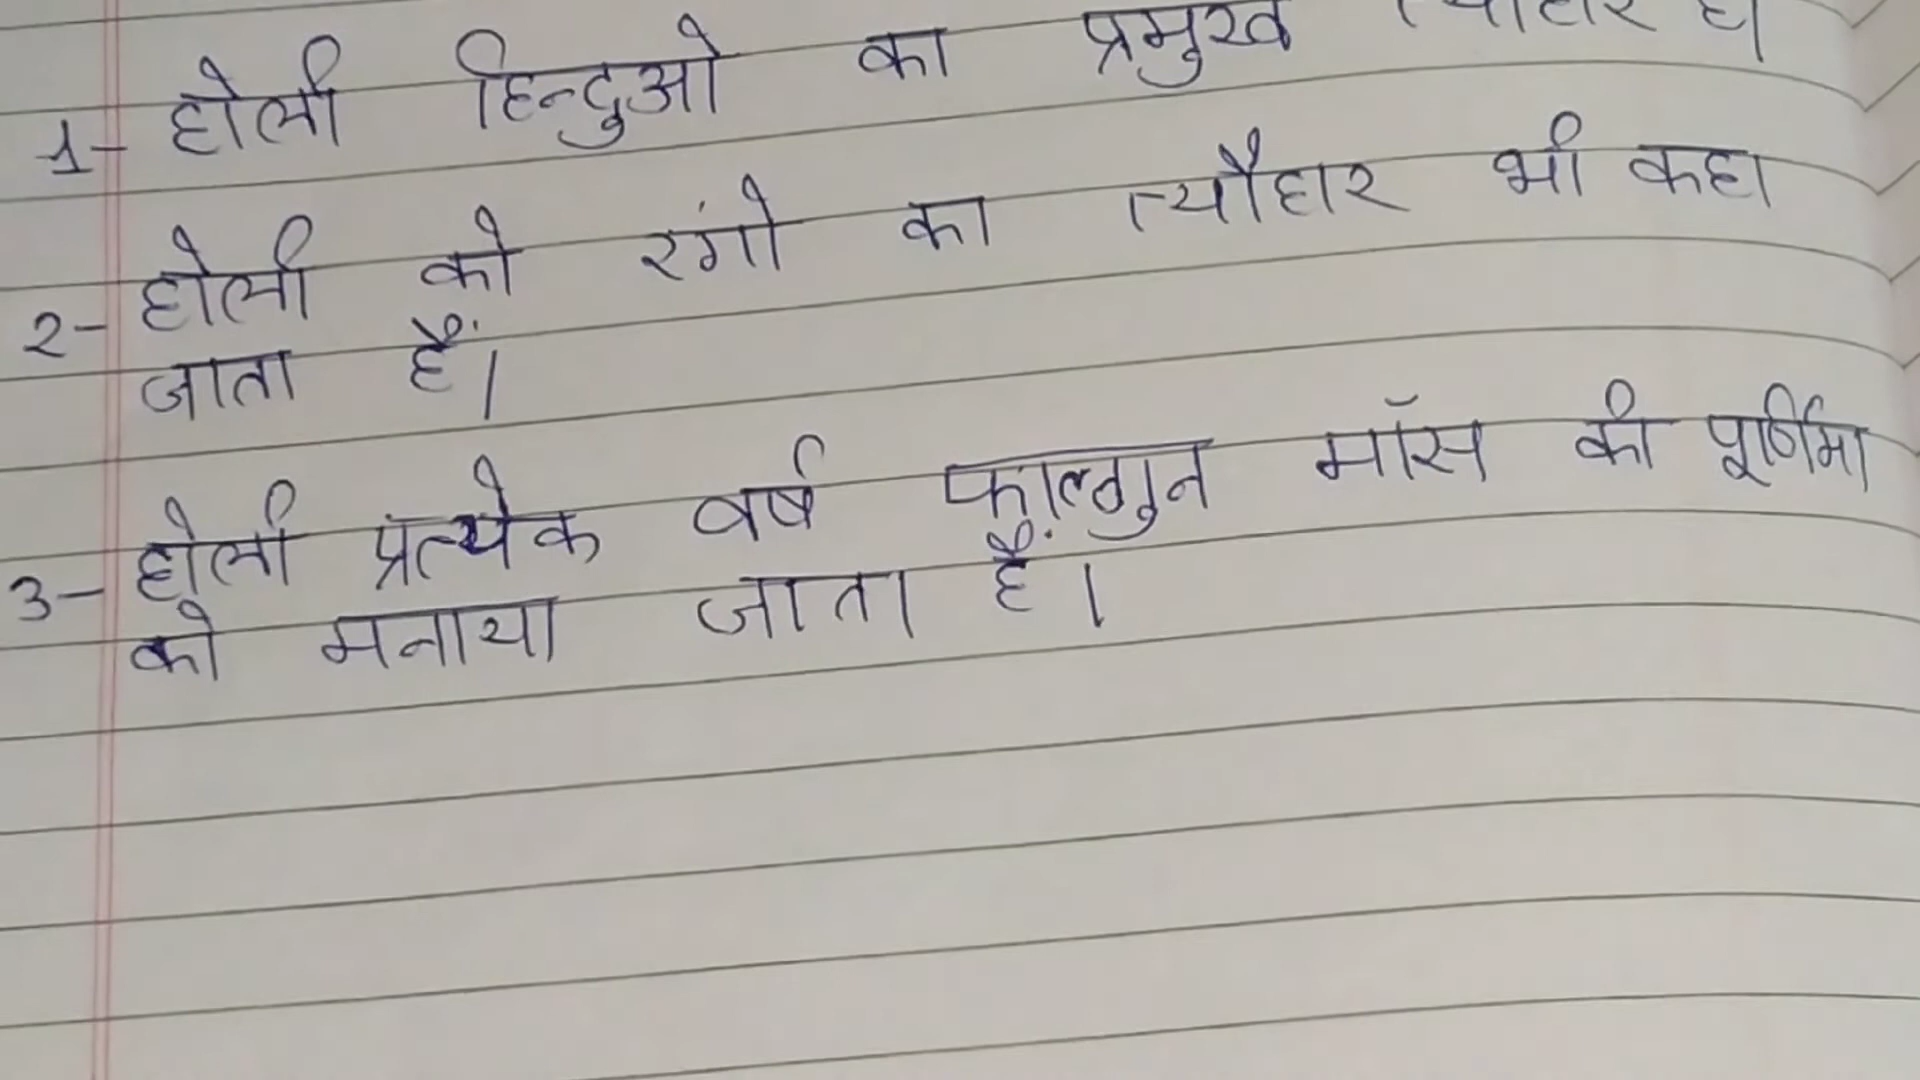 1- होली हिन्दुओ का प्रमुख त्यौहार है।
2- होली को रंगो का त्यौहार भी कहा
जाता हैं।
3- होली प्रत्येक वर्ष फाल्गुन मॉस की पूर्णिमा
को मनाया जाता हैं।